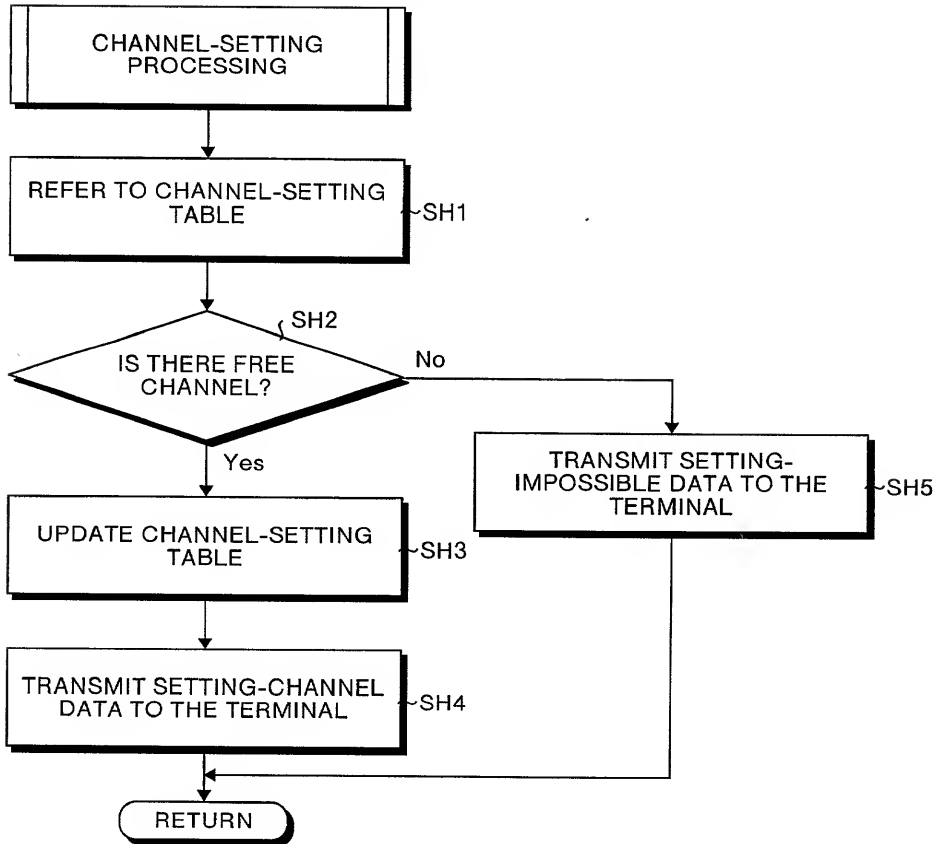 CHANNEL-SETTING
PROCESSING
REFER TO CHANNEL-SETTING
TABLE
SH1
SH2
IS THERE FREE
CHANNEL?
No
Yes
TRANSMIT SETTING-
IMPOSSIBLE DATA TO THE
TERMINAL
SH5
UPDATE CHANNEL-SETTING
TABLE
SH3
TRANSMIT SETTING-CHANNEL
DATA TO THE TERMINAL
SH4
RETURN